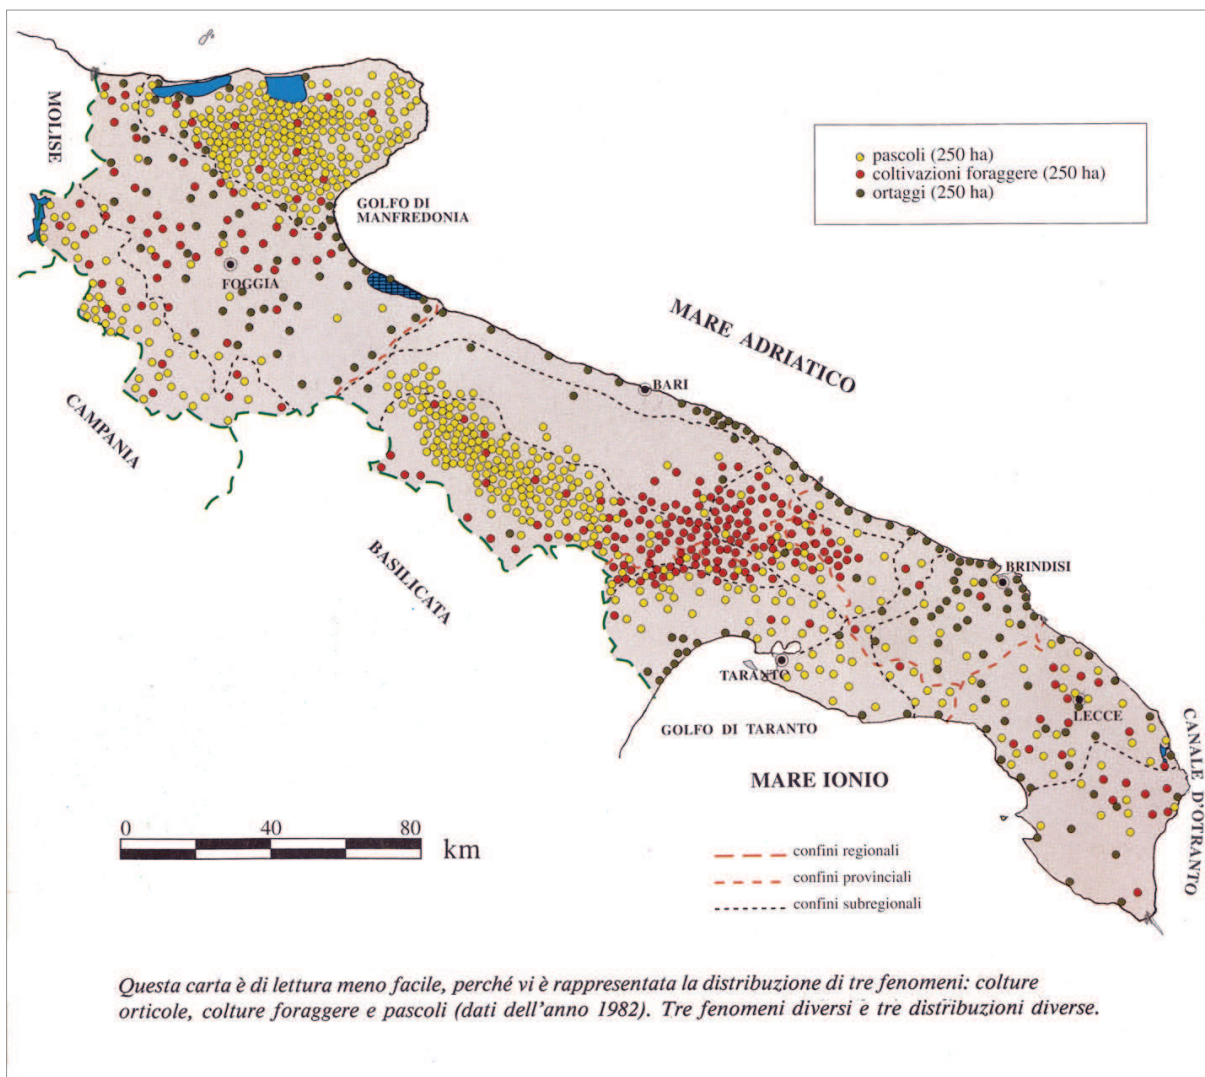 MOLISE
GOLFO DI
MANFREDONIA
pascoli (250 ha)
coltivazioni foraggere (250 ha)
ortaggi (250 ha)
FOGGIA
MARE ADRIATICO
CAMPANIA
BARI
BASILICATA
BRINDISI
TARANTO
LECCE
GOLFO DI TARANTO
CANALE D'OTRANTO
MARE IONIO
0 40 80
km
confini regionali
confini provinciali
confini subregionali
Questa carta è di lettura meno facile, perché vi è rappresentata la distribuzione di tre fenomeni: colture
orticole, colture foraggere e pascoli (dati dell'anno 1982). Tre fenomeni diversi e tre distribuzioni diverse.